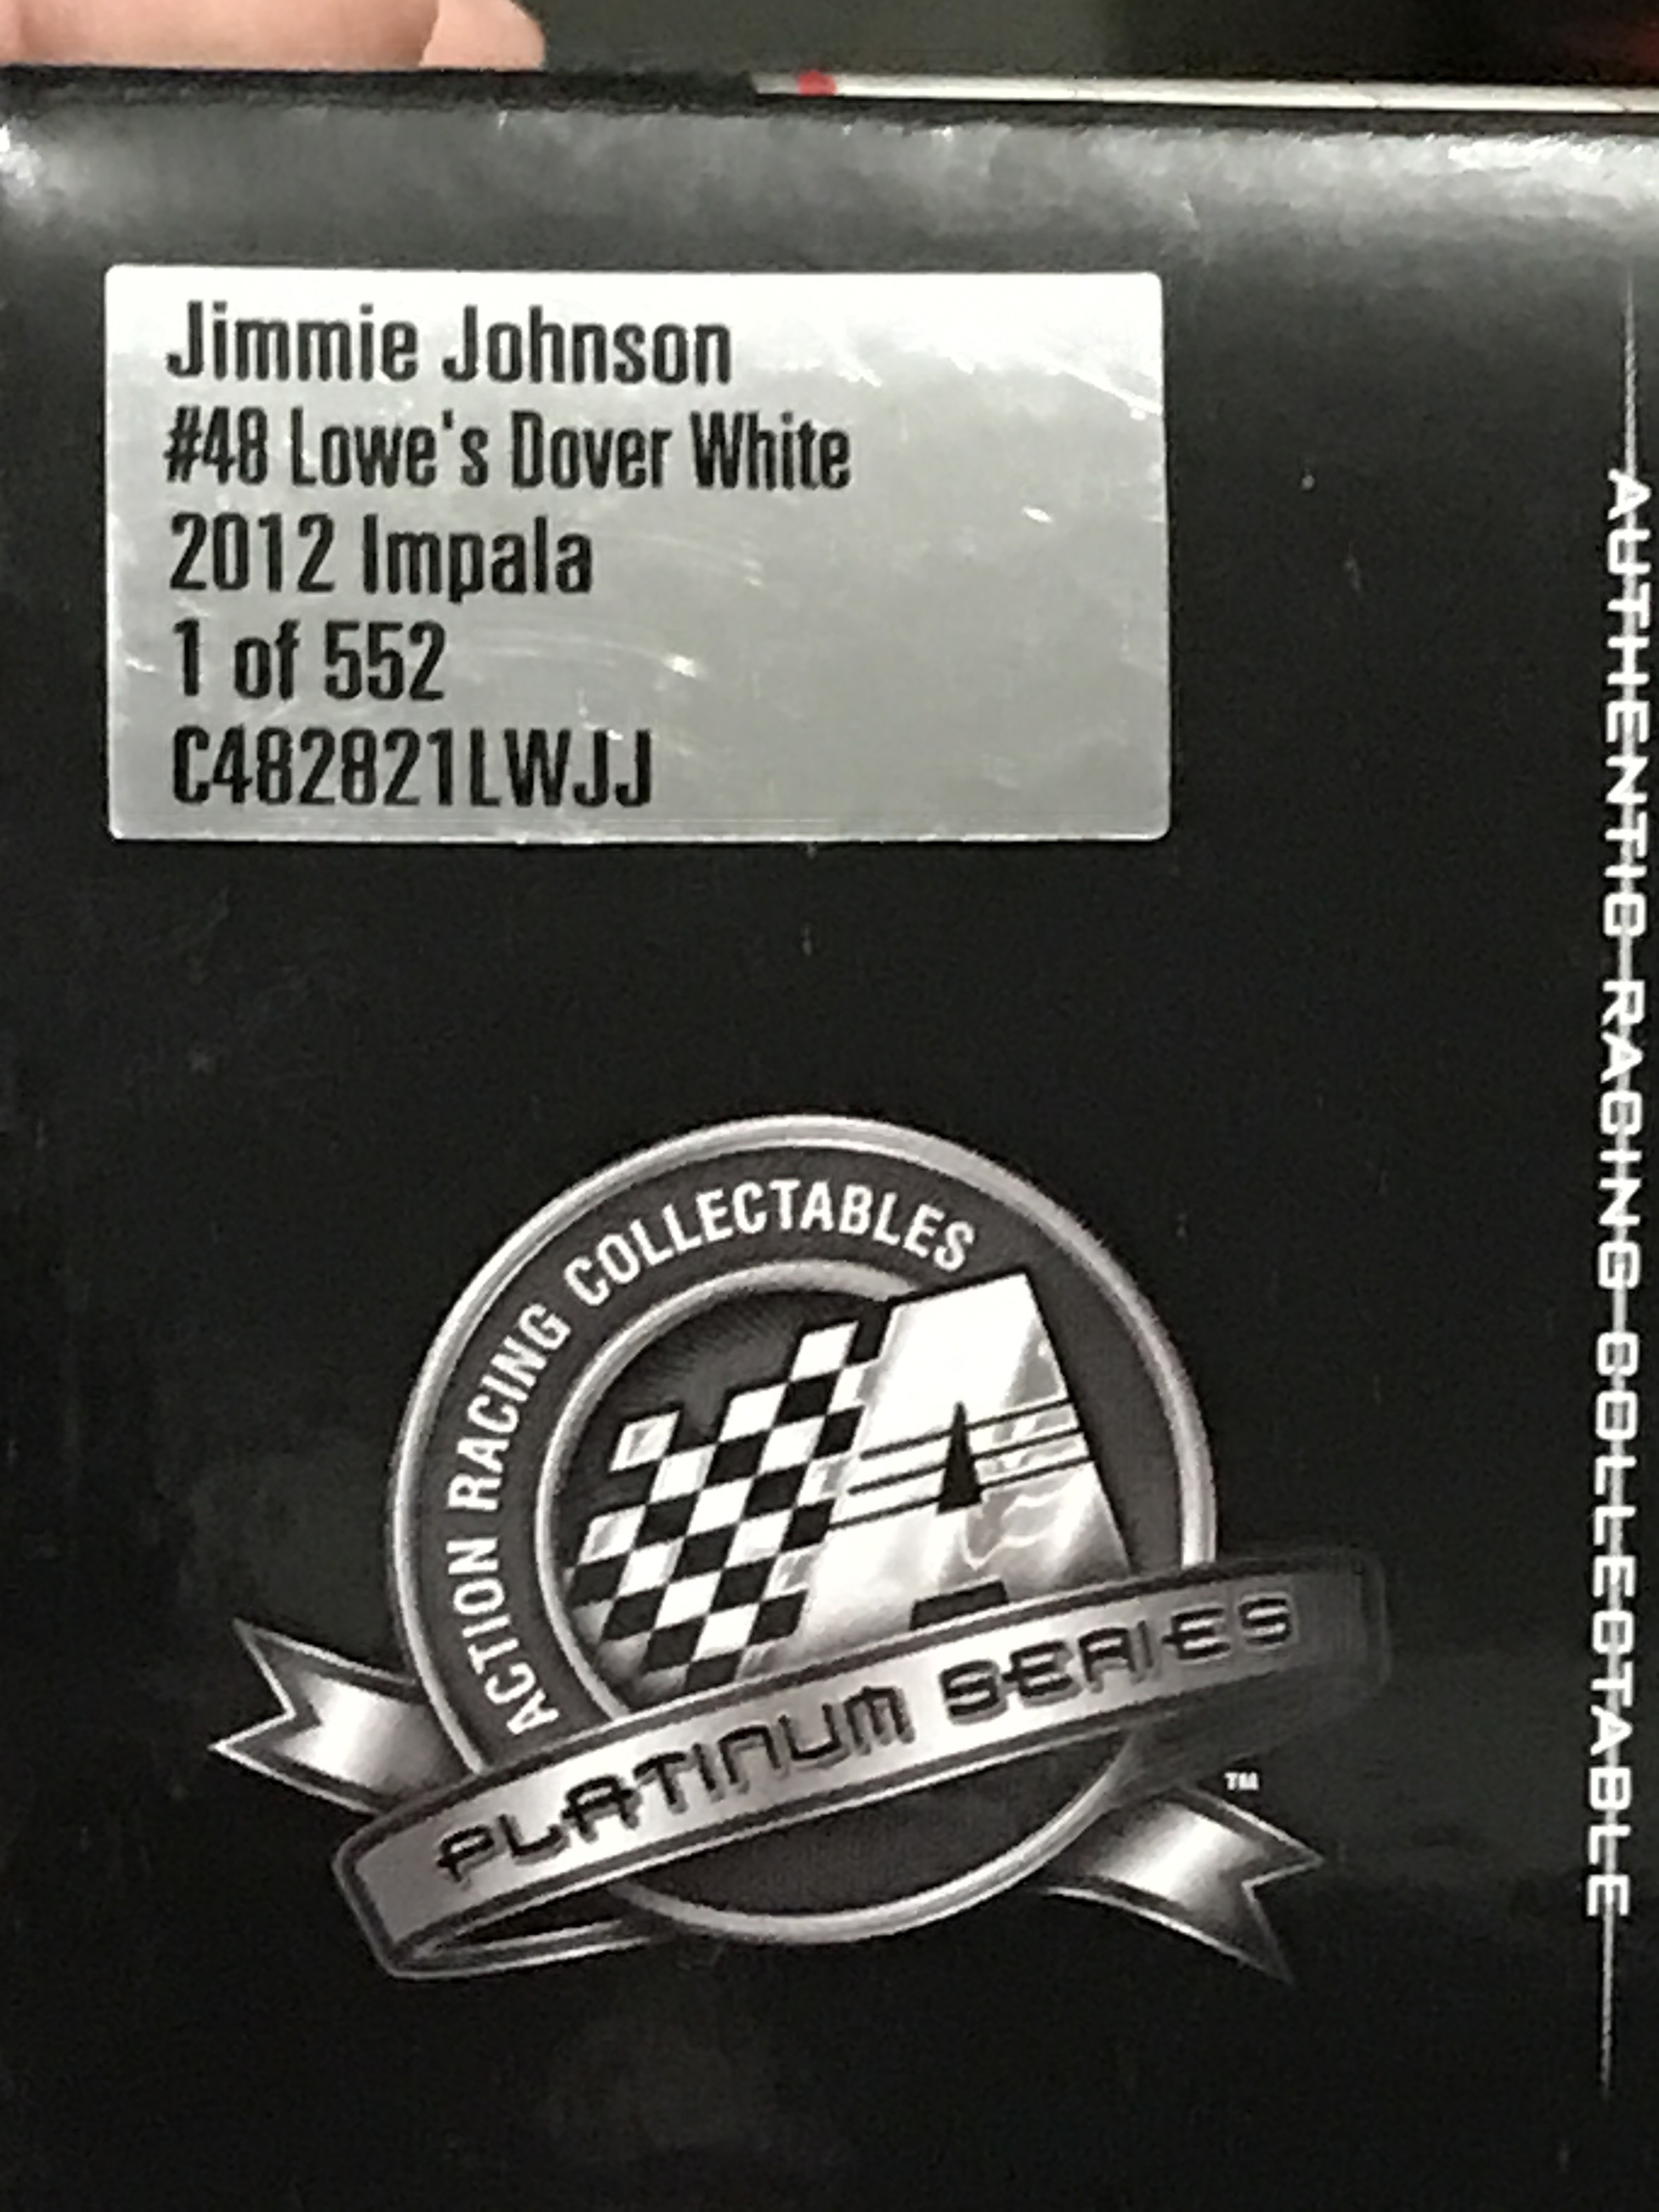 Jimmie Johnson
#48 Lowe's Dover White
2012 Impala
1 of 552
C482821LWJJ
ACTION RACING COLLECTABLES
A
PLATINUM SERIES
TM
AUTHENTIC RACING COLLECTABLE